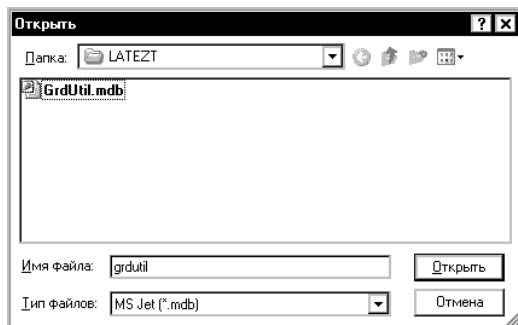 Открыть
Папка: LATEZT
GrdUtil.mdb
Имя файла: grdutil Открыть
Тип файлов: MS Jet (*.mdb) Отмена